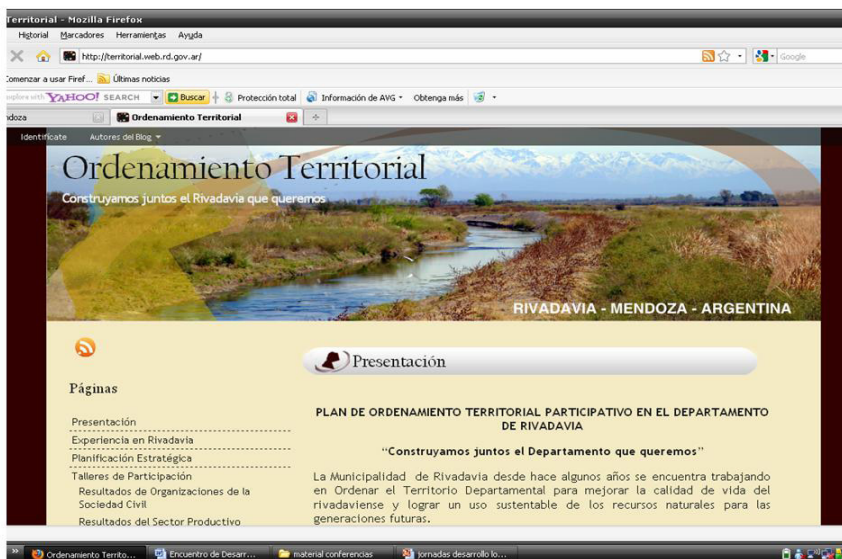 Territorial - Mozilla Firefox
Historial Marcadores Herramientas Ayuda
http://territorial.web.rd.gov.ar/
Google
Comenzar a usar Firef... Últimas noticias
YAHOO! SEARCH Buscar Protección total Información de AVG Obtenga más
Ordenamiento Territorial
Identifícate Autores del Blog
Ordenamiento Territorial
Construyamos juntos el Rivadavia que queremos
RIVADAVIA - MENDOZA - ARGENTINA
Presentación
Páginas
Presentación
Experiencia en Rivadavia
Planificación Estratégica
Talleres de Participación
Resultados de Organizaciones de la
Sociedad Civil
Resultados del Sector Productivo
PLAN DE ORDENAMIENTO TERRITORIAL PARTICIPATIVO EN EL DEPARTAMENTO
DE RIVADAVIA
“Construyamos juntos el Departamento que queremos”
La Municipalidad de Rivadavia desde hace algunos años se encuentra trabajando
en Ordenar el Territorio Departamental para mejorar la calidad de vida del
rivadaviense y lograr un uso sustentable de los recursos naturales para las
generaciones futuras.
Ordenamiento Territo... Encuentro de Desarr... material conferencias jornadas desarrollo lo...